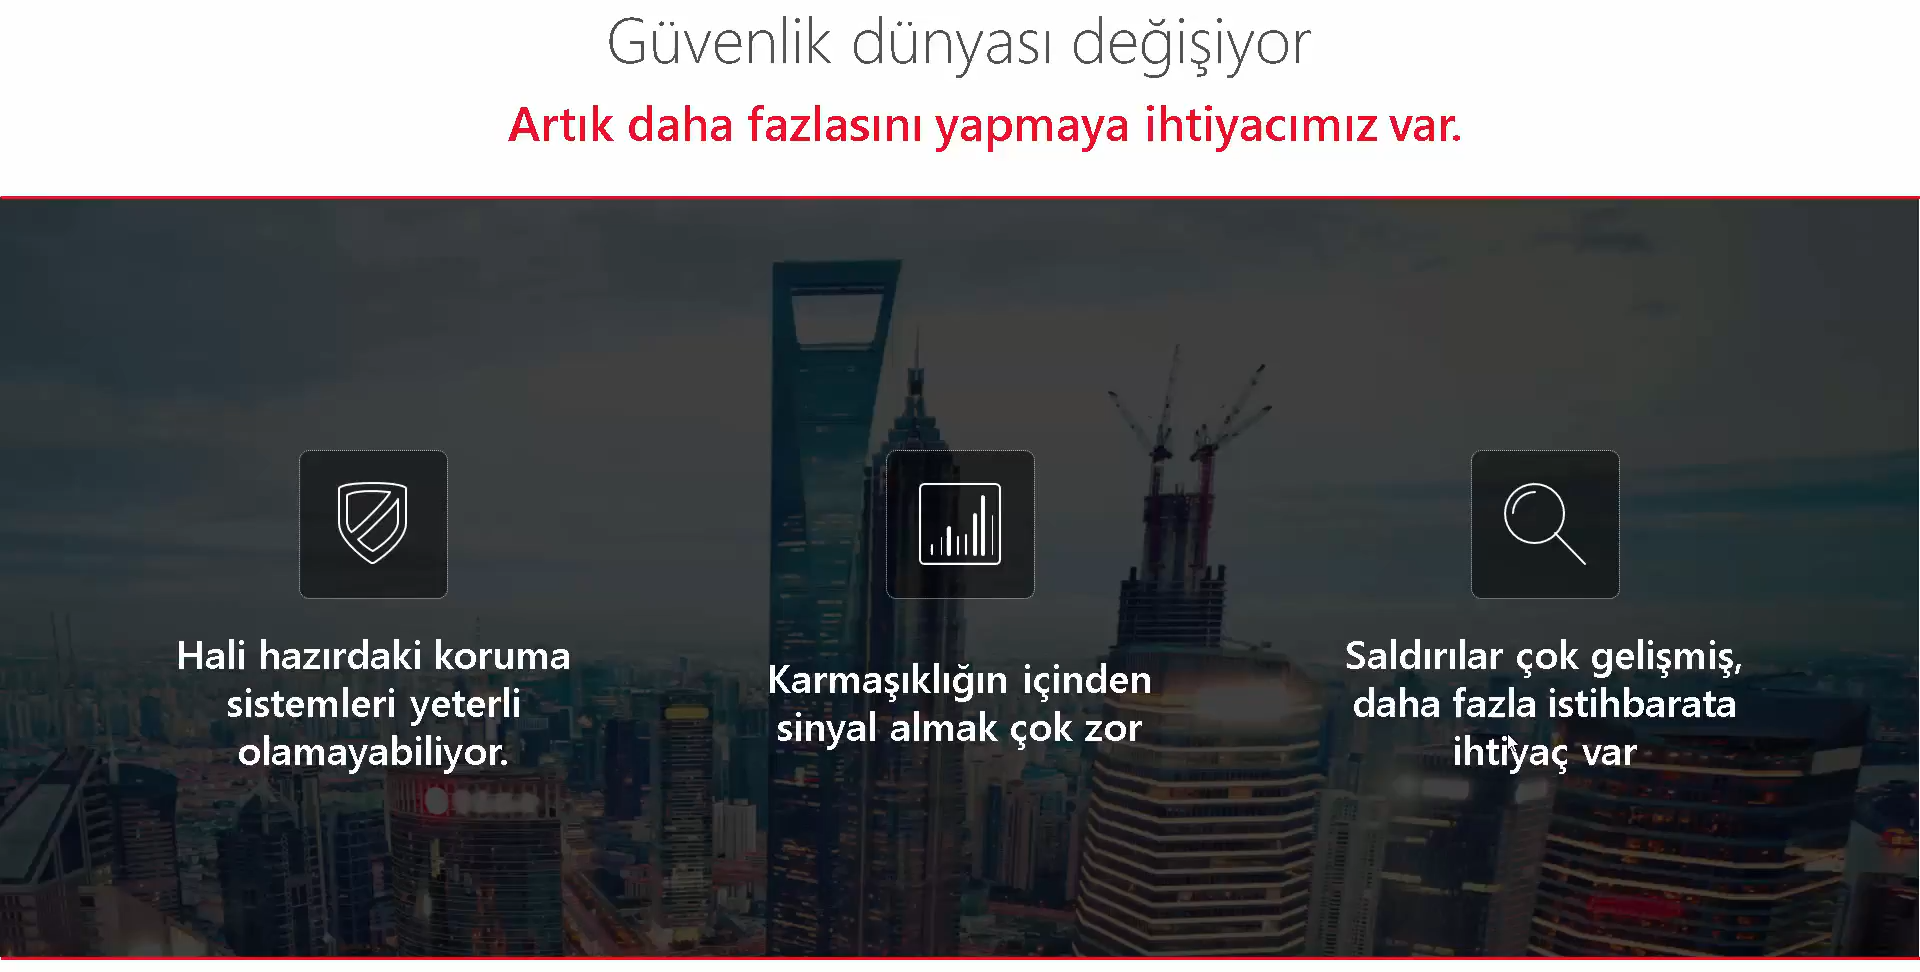 Güvenlik dünyası değişiyor
Artık daha fazlasını yapmaya ihtiyacımız var.
Hali hazırdaki koruma
sistemleri yeterli
olamayabiliyor.
Karmaşıklığın içinden
sinyal almak çok zor
Saldırılar çok gelişmiş,
daha fazla istihbarata
ihtiyaç var